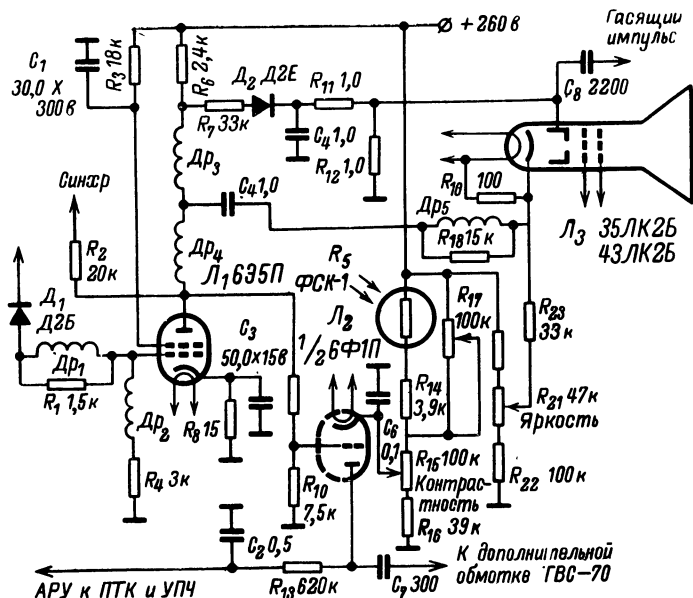 Гасящий
импульс
+ 260 в
C₁
30,0 X
300 в
R₃ 18к
R₆ 2,4к
Д₂ Д2Е
R₁₁ 1,0
C₈ 2200
R₇ 33к
C₄ 1,0
R₁₂ 1,0
Др₃
C₄ 1,0
Синхр
R₁₈ 100
Др₅
R₁₈ 15к
Л₃ 35ЛК2Б
43ЛК2Б
R₂
20к
Др₄
Л₁ 6Э5П
R₅
ФСК-1
Д₁
Д2Б
C₃
50,0х15в
Л₂
1/2 6Ф1П
R₁₇
100к
R₂₃
33к
Др₁
R₁ 1,5к
R₈ 15
Др₂
R₁₄
3,9к
R₂₁ 47к
Яркость
C₆
0,1
R₄ 3к
R₁₀
7,5к
R₁₅ 100к
Контраст-
ность
R₂₂ 100к
R₁₆ 39к
C₂ 0,5
К дополнительной
обмотке ТВС-70
АРУ к ПТК и УПЧ
R₁₃ 620к
C₇ 300